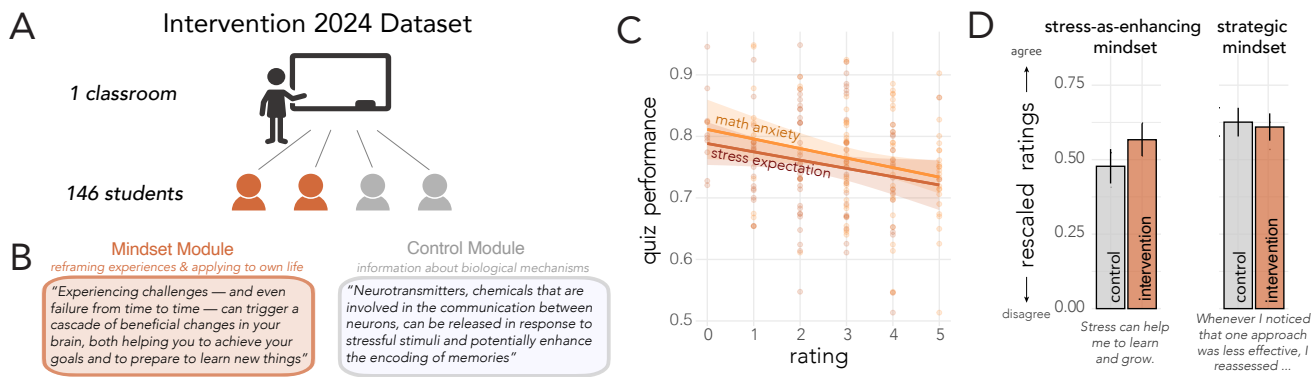 A
Intervention 2024 Dataset
1 classroom
146 students
B
Mindset Module
reframing experiences & applying to own life
“Experiencing challenges — and even
failure from time to time — can trigger a
cascade of beneficial changes in your
brain, both helping you to achieve your
goals and to prepare to learn new things”
Control Module
information about biological mechanisms
“Neurotransmitters, chemicals that are
involved in the communication between
neurons, can be released in response to
stressful stimuli and potentially enhance
the encoding of memories”
C
quiz performance
0.9
0.8
0.7
0.6
0.5
math anxiety
stress expectation
0 1 2 3 4 5
rating
D
stress-as-enhancing
mindset
strategic
mindset
agree
rescaled ratings
disagree
0.75
0.50
0.25
0.00
control
intervention
control
intervention
Stress can help
me to learn
and grow.
Whenever I noticed
that one approach
was less effective, I
reassessed ...